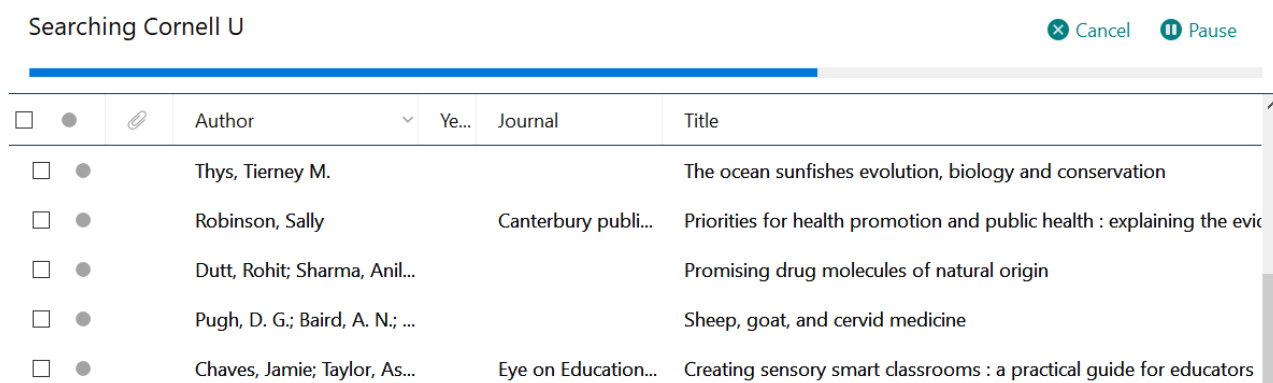 Searching Cornell U
Cancel Pause
Author Ye... Journal Title
Thys, Tierney M. The ocean sunfishes evolution, biology and conservation
Robinson, Sally Canterbury publi... Priorities for health promotion and public health : explaining the evic
Dutt, Rohit; Sharma, Anil... Promising drug molecules of natural origin
Pugh, D. G.; Baird, A. N.; ... Sheep, goat, and cervid medicine
Chaves, Jamie; Taylor, As... Eye on Education... Creating sensory smart classrooms : a practical guide for educators